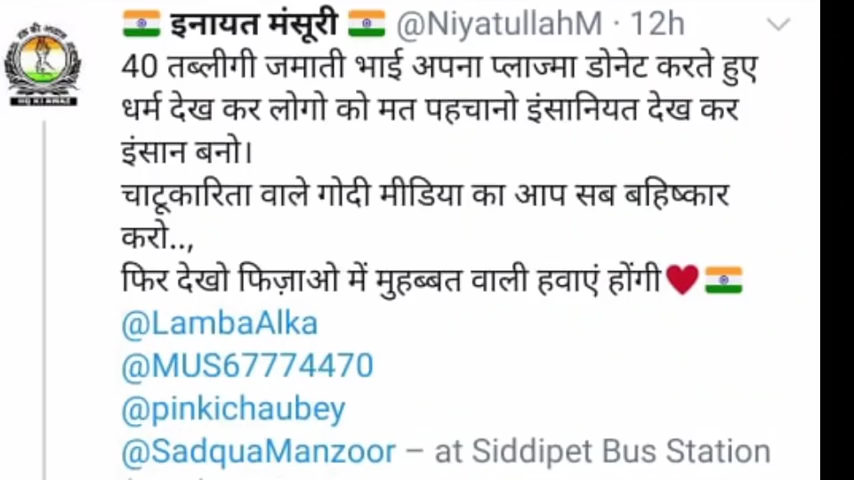 🇮🇳 इनायत मंसूरी 🇮🇳 @NiyatullahM · 12h
40 तब्लीगी जमाती भाई अपना प्लाज्मा डोनेट करते हुए
धर्म देख कर लोगो को मत पहचानो इंसानियत देख कर
इंसान बनो।
चाटूकारिता वाले गोदी मीडिया का आप सब बहिष्कार
करो..,
फिर देखो फिज़ाओ में मुहब्बत वाली हवाएं होंगी❤️🇮🇳
@LambaAlka
@MUS67774470
@pinkichaubey
@SadquaManzoor – at Siddipet Bus Station